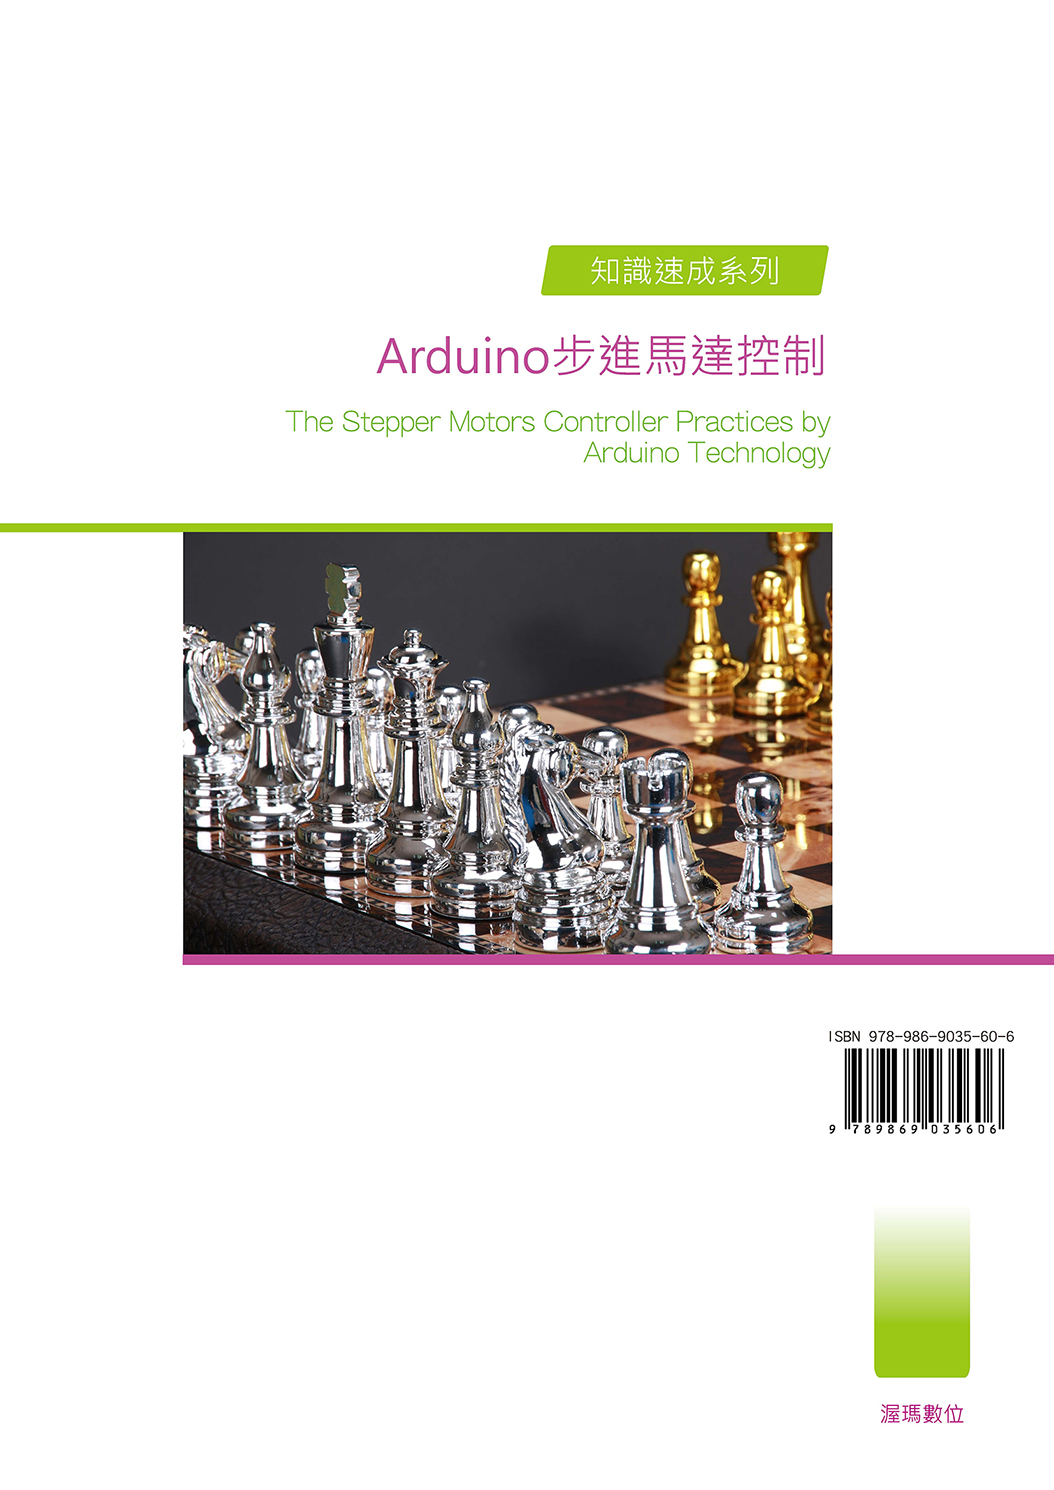 知識速成系列
Arduino步進馬達控制
The Stepper Motors Controller Practices by
Arduino Technology
ISBN 978-986-9035-60-6
9 789869 035606
渥瑪數位